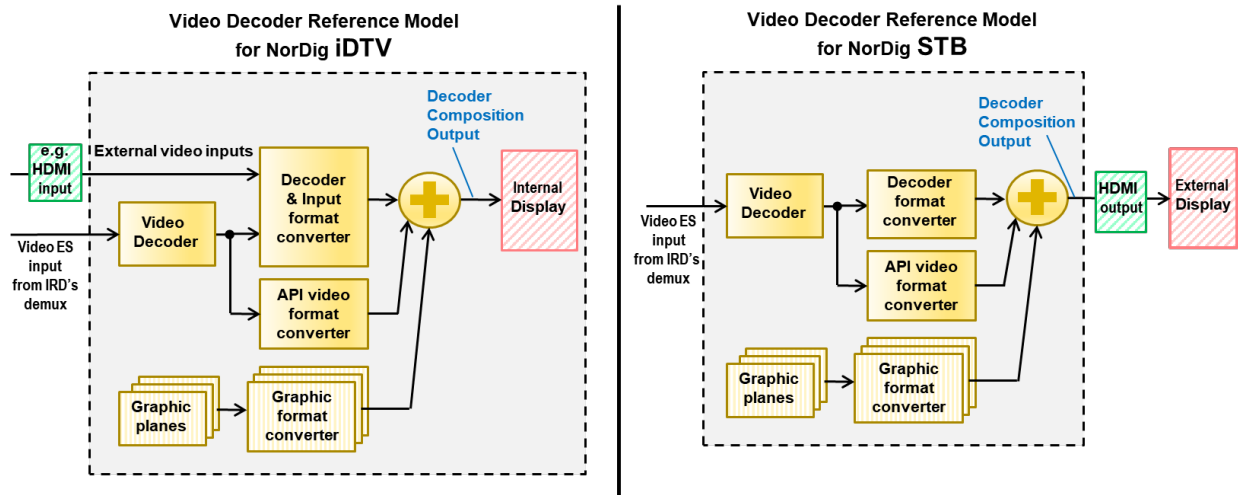 Video Decoder Reference Model
for NorDig iDTV
Decoder
Composition
Output
e.g.
HDMI
input
External video inputs
Decoder
& Input
format
converter
Internal
Display
Video
Decoder
Video ES
input
from IRD's
demux
API video
format
converter
Graphic
planes
Graphic
format
converter
Video Decoder Reference Model
for NorDig STB
Decoder
Composition
Output
Video
Decoder
Decoder
format
converter
HDMI
output
External
Display
Video ES
input
from IRD's
demux
API video
format
converter
Graphic
planes
Graphic
format
converter